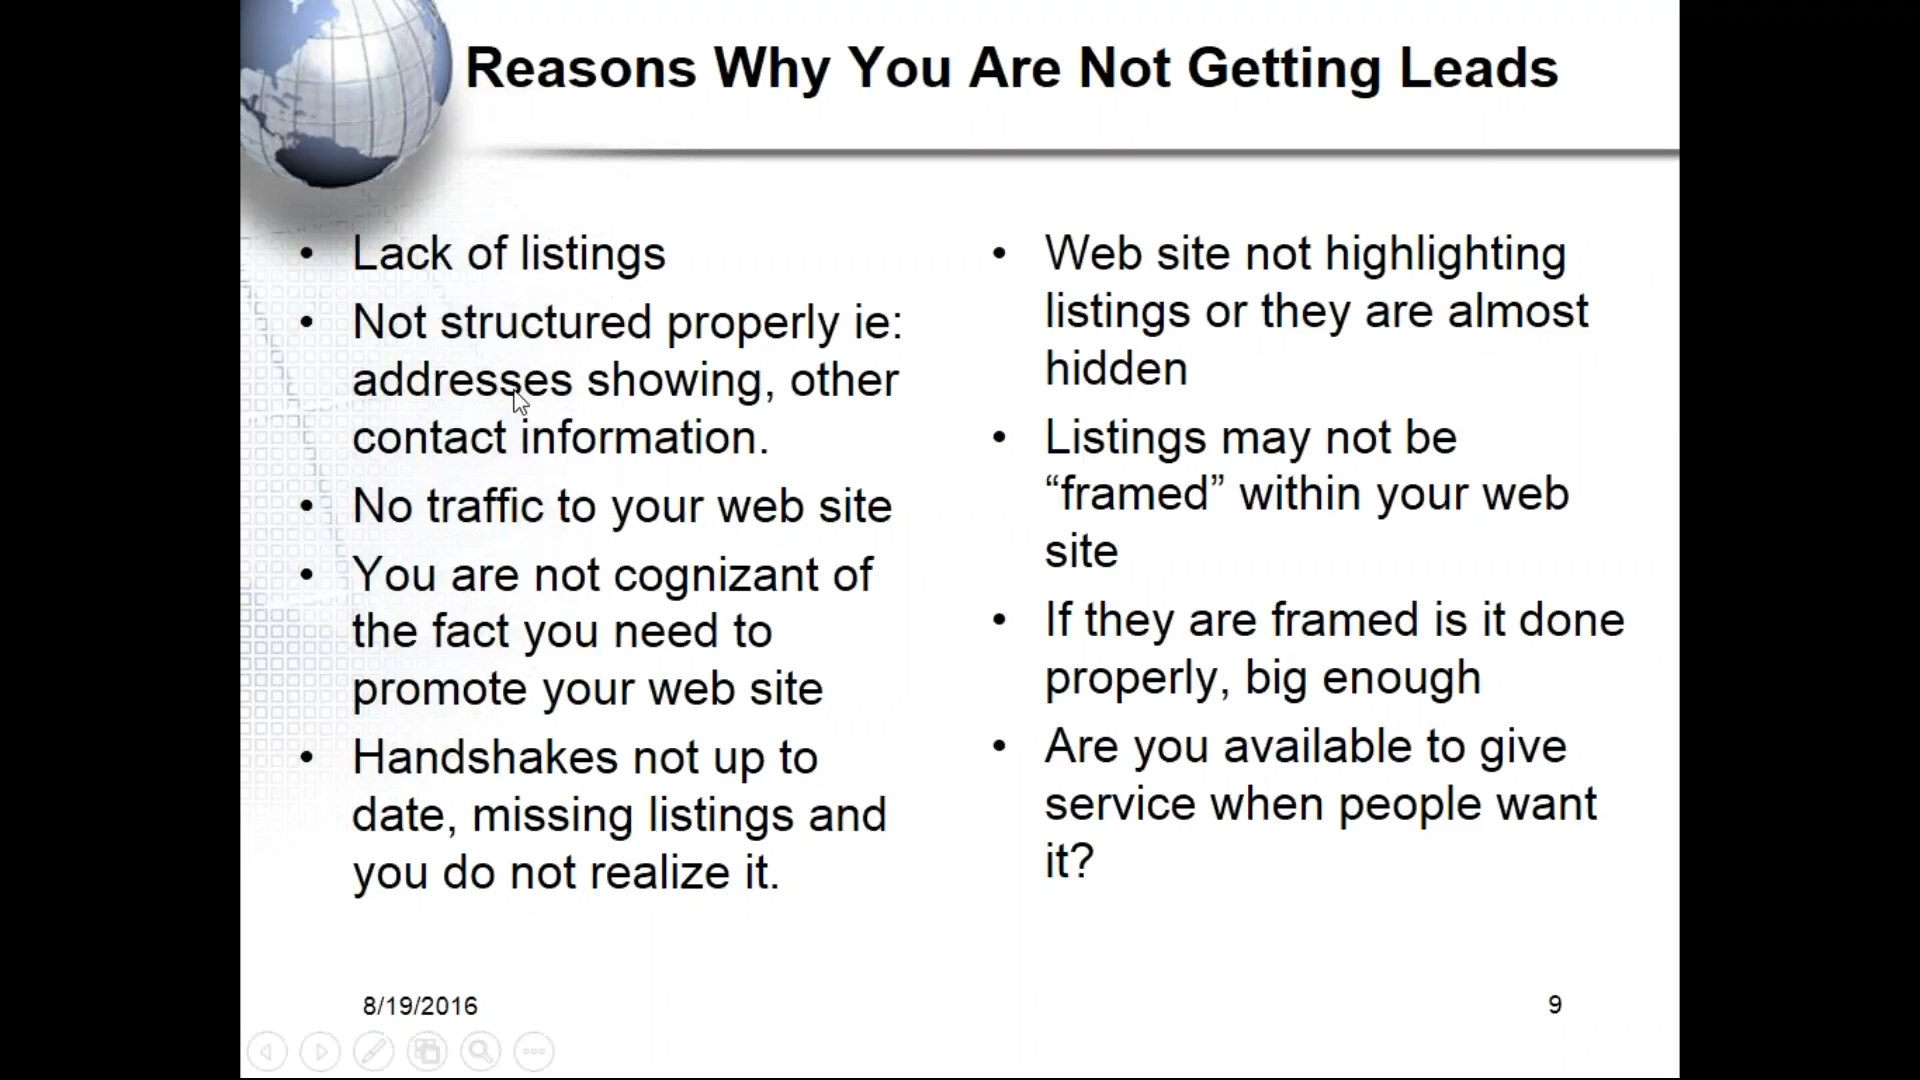 Reasons Why You Are Not Getting Leads
• Lack of listings
• Not structured properly ie:
addresses showing, other
contact information.
• No traffic to your web site
• You are not cognizant of
the fact you need to
promote your web site
• Handshakes not up to
date, missing listings and
you do not realize it.
• Web site not highlighting
listings or they are almost
hidden
• Listings may not be
“framed” within your web
site
• If they are framed is it done
properly, big enough
• Are you available to give
service when people want
it?
8/19/2016
9